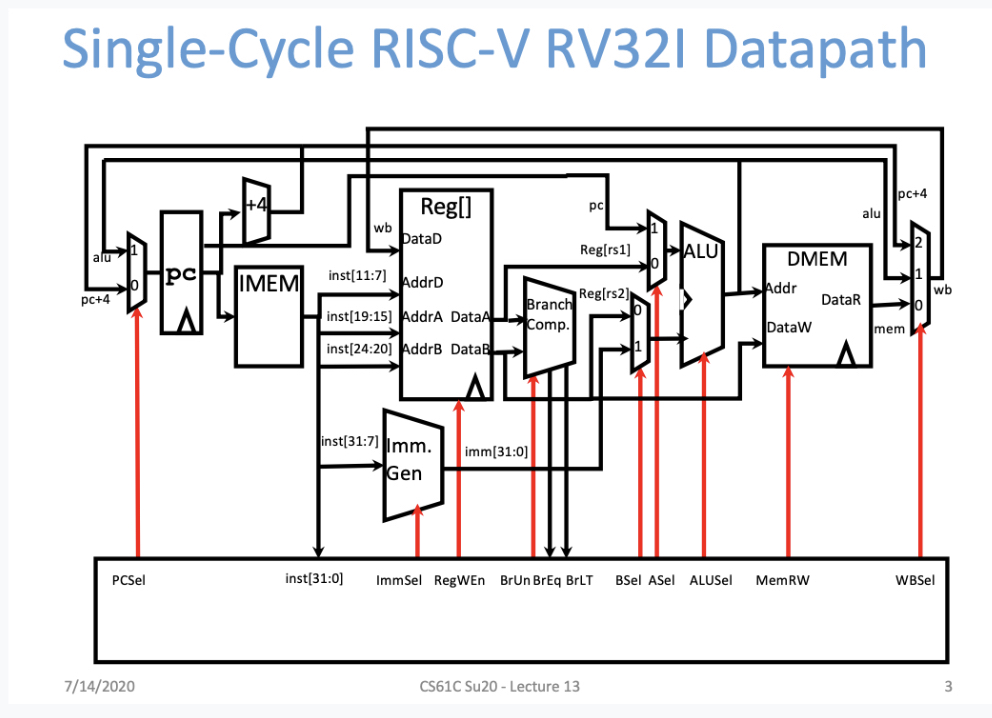 Single-Cycle RISC-V RV32I Datapath
pc+4
alu
+4
Reg[]
pc
wb
DataD
Reg[rs1]
1
0
ALU
DMEM
2
1
0
wb
alu
pc+4
1
0
pc
IMEM
inst[11:7]
AddrD
inst[19:15]
AddrA
DataA
inst[24:20]
AddrB
DataB
Branch
Comp.
Reg[rs2]
0
1
Addr
DataR
DataW
mem
inst[31:7]
Imm.
Gen
imm[31:0]
PCSel
inst[31:0]
ImmSel
RegWEn
BrUn
BrEq
BrLT
BSel
ASel
ALUSel
MemRW
WBSel
7/14/2020
CS61C Su20 - Lecture 13
3